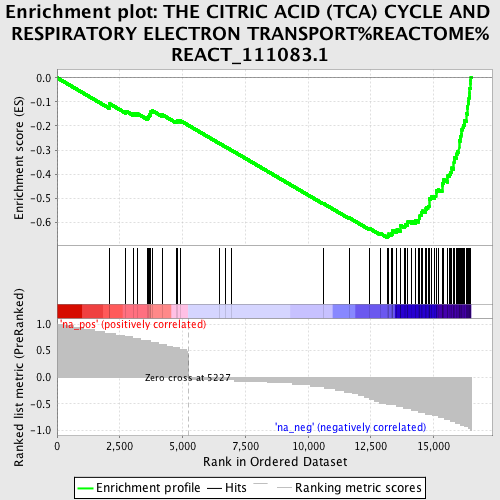 Enrichment plot: THE CITRIC ACID (TCA) CYCLE AND
RESPIRATORY ELECTRON TRANSPORT%REACTOME%
REACT_111083.1
Enrichment score (ES)
0.0
-0.1
-0.2
-0.3
-0.4
-0.5
-0.6
'na_pos' (positively correlated)
Ranked list metric (PreRanked)
1.0
0.5
0.0
-0.5
-1.0
Zero cross at 5227
'na_neg' (negatively correlated)
0
2,500
5,000
7,500
10,000
12,500
15,000
Rank in Ordered Dataset
Enrichment profile
Hits
Ranking metric scores